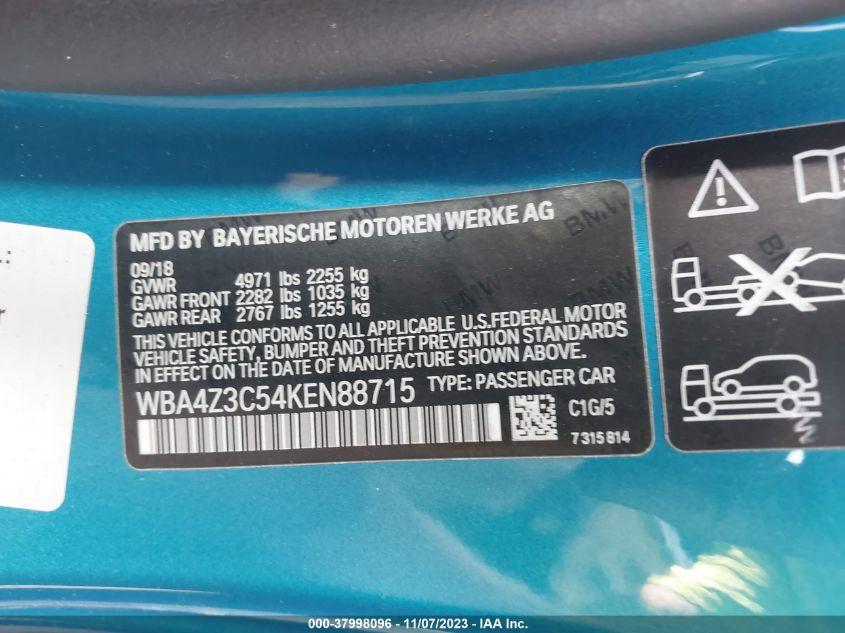 MFD BY BAYERISCHE MOTOREN WERKE AG
09/18
GVWR 4971 lbs 2255 kg
GAWR FRONT 2282 lbs 1035 kg
GAWR REAR 2767 lbs 1255 kg
THIS VEHICLE CONFORMS TO ALL APPLICABLE U.S.FEDERAL MOTOR
VEHICLE SAFETY, BUMPER AND THEFT PREVENTION STANDARDS
IN EFFECT ON THE DATE OF MANUFACTURE SHOWN ABOVE.
WBA4Z3C54KEN88715 TYPE: PASSENGER CAR
C1G/5
7315814
BMW
BMW
000-37998096 - 11/07/2023 - IAA Inc.